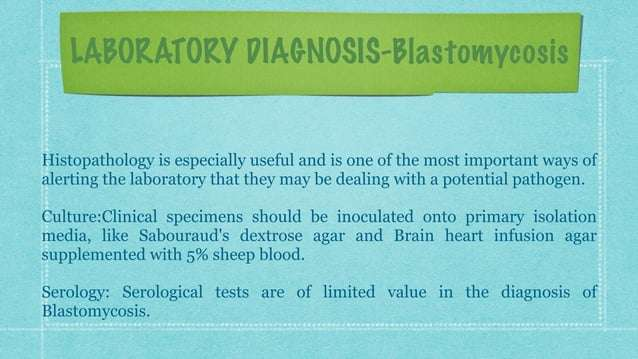 LABORATORY DIAGNOSIS-Blastomycosis
Histopathology is especially useful and is one of the most important ways of
alerting the laboratory that they may be dealing with a potential pathogen.
Culture:Clinical specimens should be inoculated onto primary isolation
media, like Sabouraud's dextrose agar and Brain heart infusion agar
supplemented with 5% sheep blood.
Serology: Serological tests are of limited value in the diagnosis of
Blastomycosis.